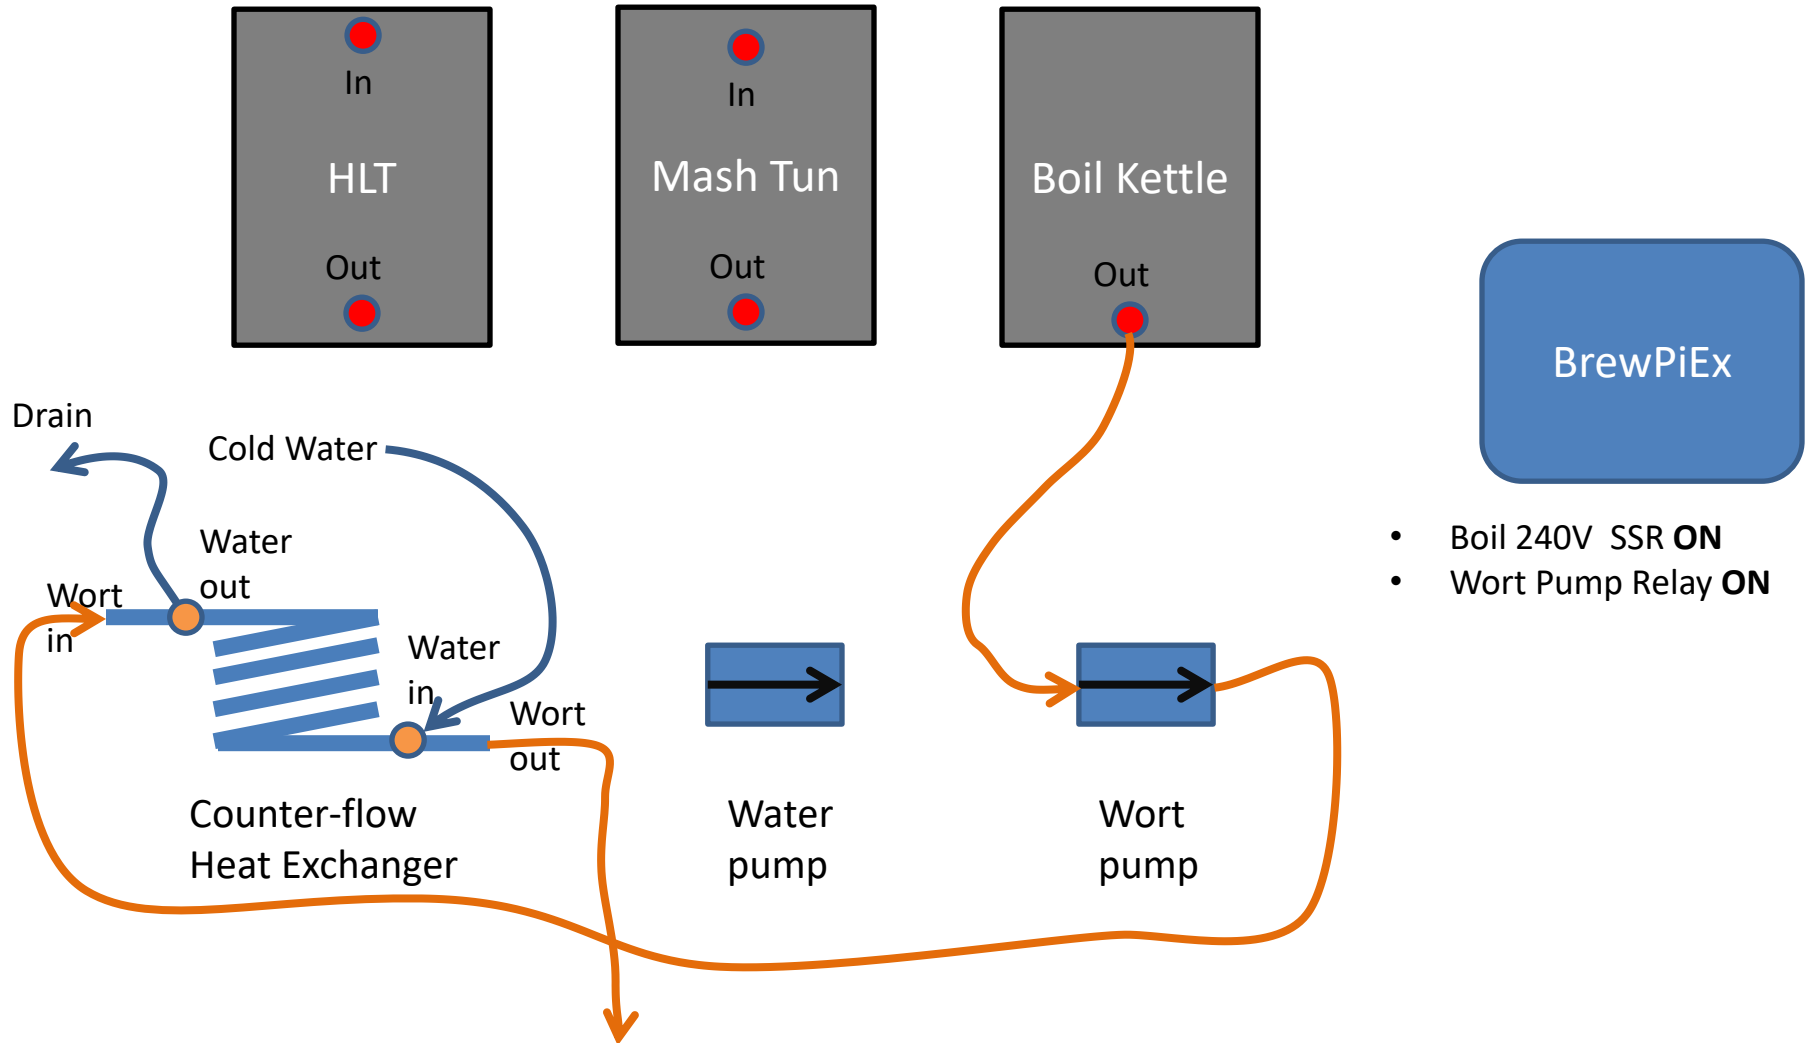 In
In
HLT
Mash Tun
Boil Kettle
Out
Out
Out
BrewPiEx
Drain
Cold Water
• Boil 240V  SSR ON
• Wort Pump Relay ON
Water
out
Wort
in
Water
in
Wort
out
Counter-flow
Heat Exchanger
Water
pump
Wort
pump